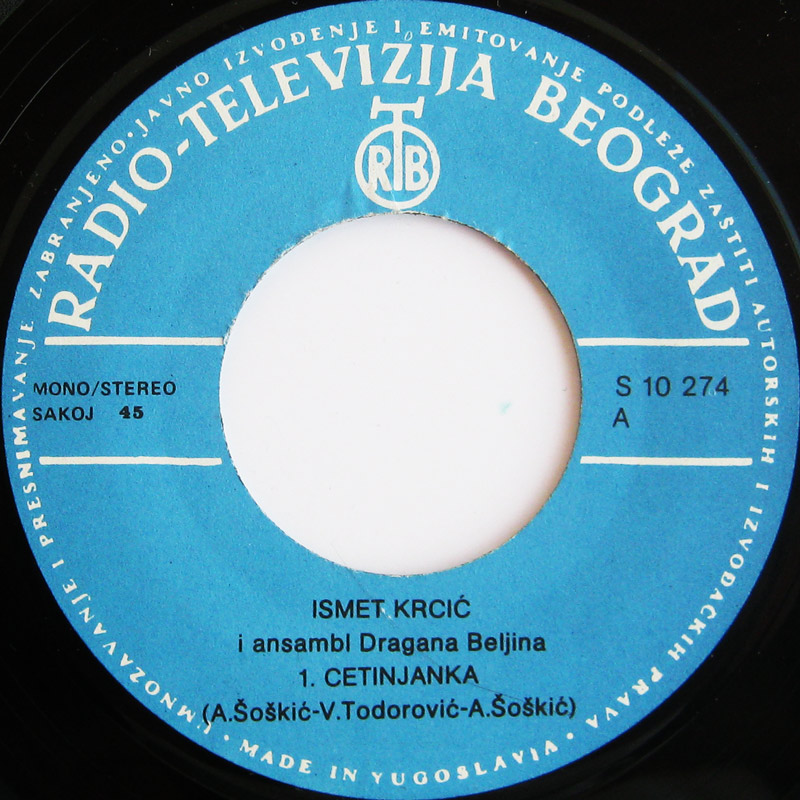 JAVNO IZVOĐENJE I EMITOVANJE PODLEŽE ZAŠTITI AUTORSKIH I IZVOĐAČKIH PRAVA · MADE IN YUGOSLAVIA · UMNOŽAVANJE I PRESNIMAVANJE ZABRANJENO ·
RADIO-TELEVIZIJA BEOGRAD
RTB
MONO/STEREO
SAKOJ 45
S 10 274
A
ISMET KRCIĆ
i ansambl Dragana Beljina
1. CETINJANKA
(A.Šoškić-V.Todorović-A.Šoškić)